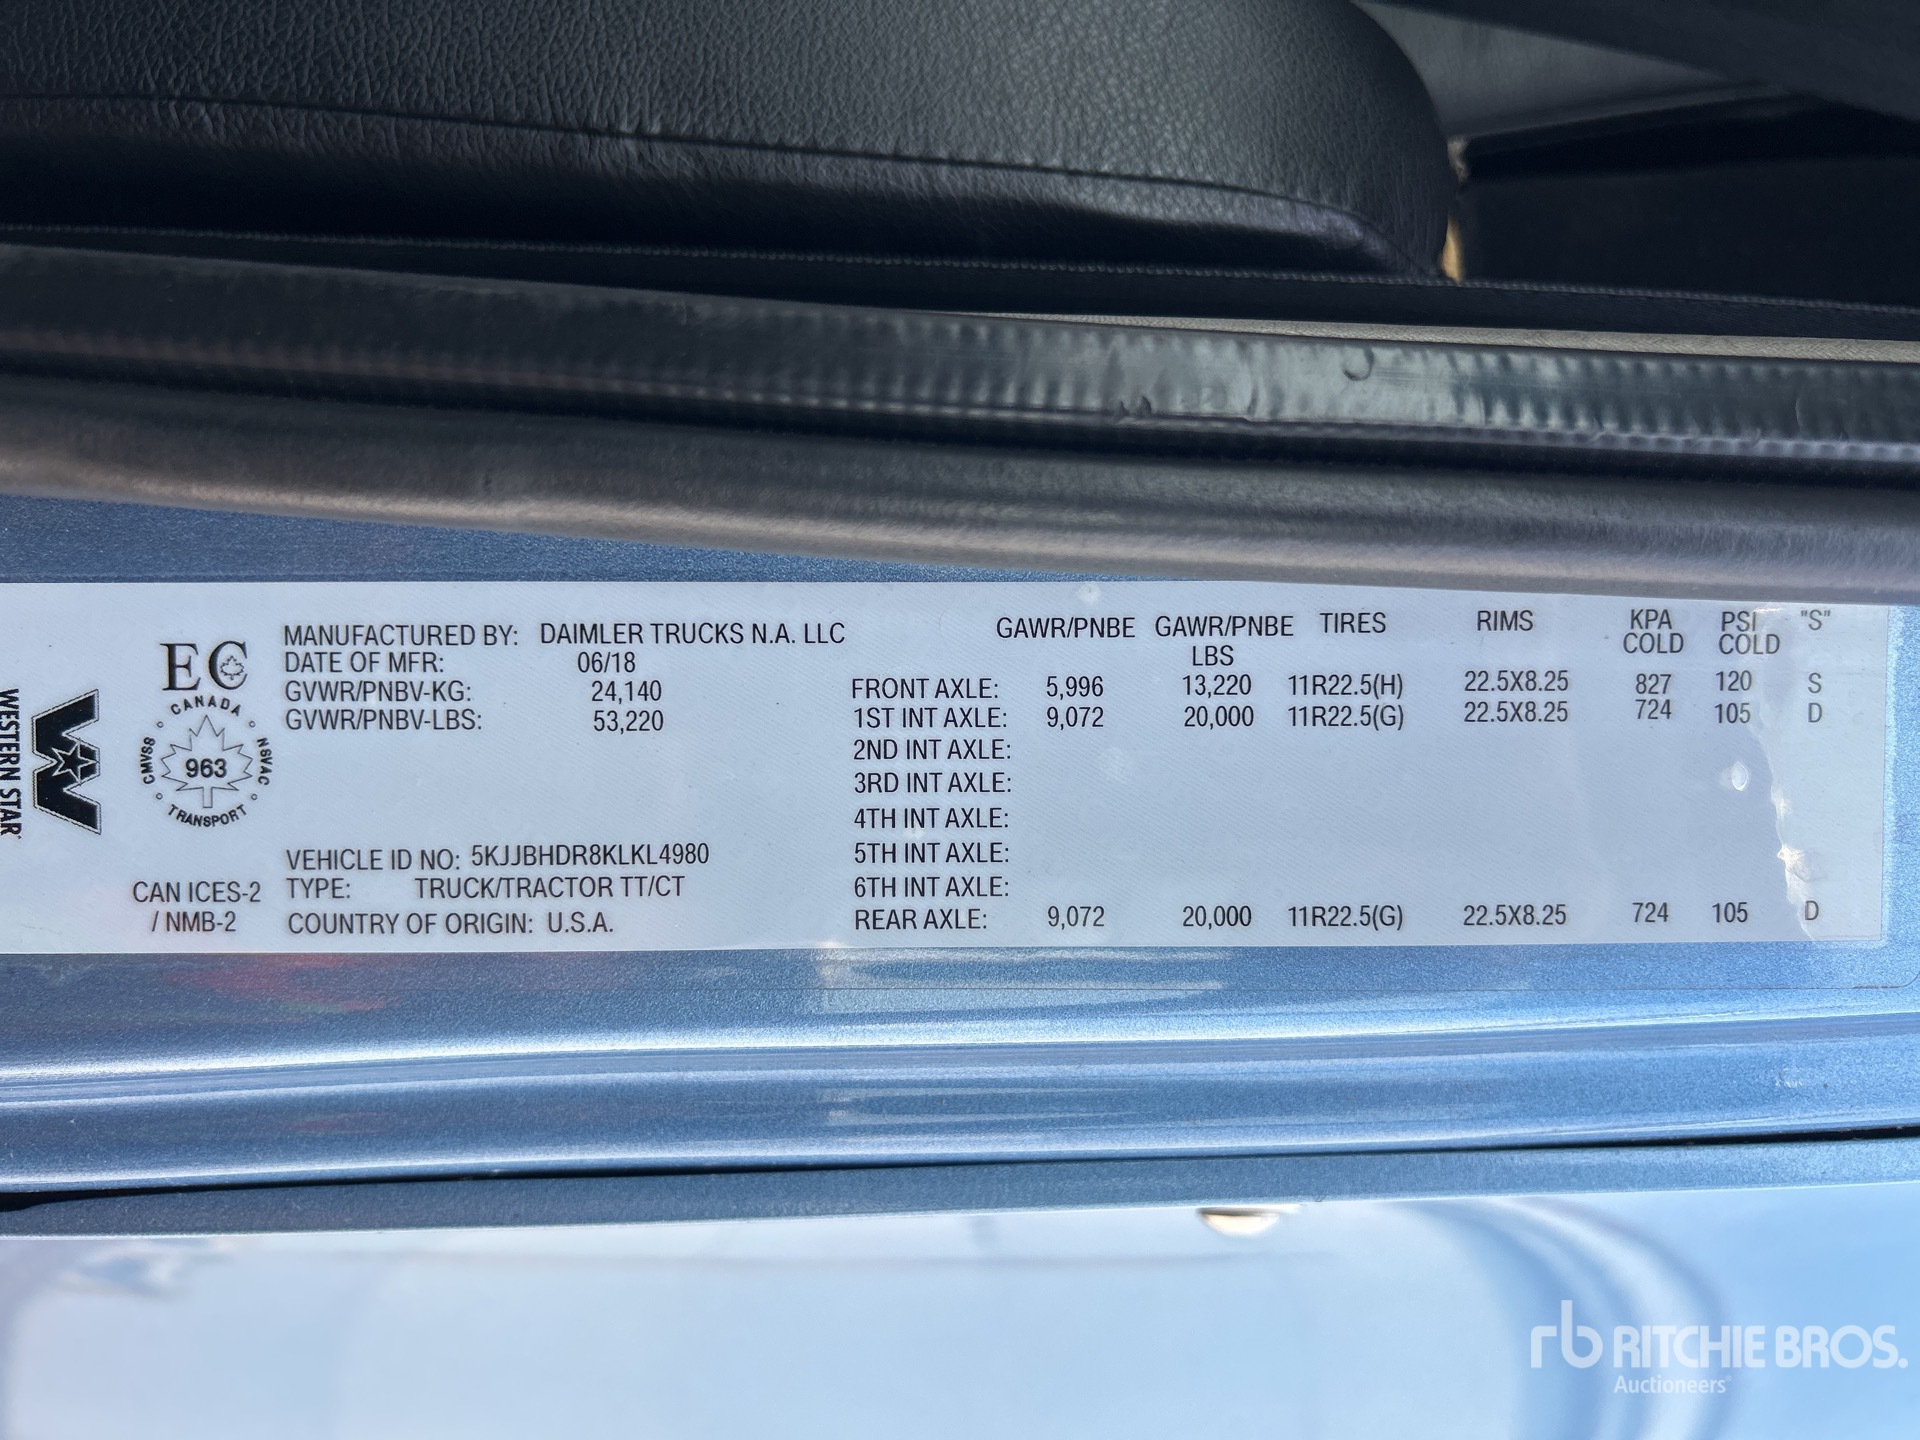 WESTERN STAR
EC
CANADA
CMVSS
963
NSVAC
TRANSPORT
CAN ICES-2
/ NMB-2
MANUFACTURED BY: DAIMLER TRUCKS N.A. LLC
DATE OF MFR: 06/18
GVWR/PNBV-KG: 24,140
GVWR/PNBV-LBS: 53,220
VEHICLE ID NO: 5KJJBHDR8KLKL4980
TYPE: TRUCK/TRACTOR TT/CT
COUNTRY OF ORIGIN: U.S.A.
GAWR/PNBE GAWR/PNBE TIRES RIMS KPA PSI "S"
LBS COLD COLD
FRONT AXLE: 5,996 13,220 11R22.5(H) 22.5X8.25 827 120 S
1ST INT AXLE: 9,072 20,000 11R22.5(G) 22.5X8.25 724 105 D
2ND INT AXLE:
3RD INT AXLE:
4TH INT AXLE:
5TH INT AXLE:
6TH INT AXLE:
REAR AXLE: 9,072 20,000 11R22.5(G) 22.5X8.25 724 105 D
rb RITCHIE BROS.
Auctioneers